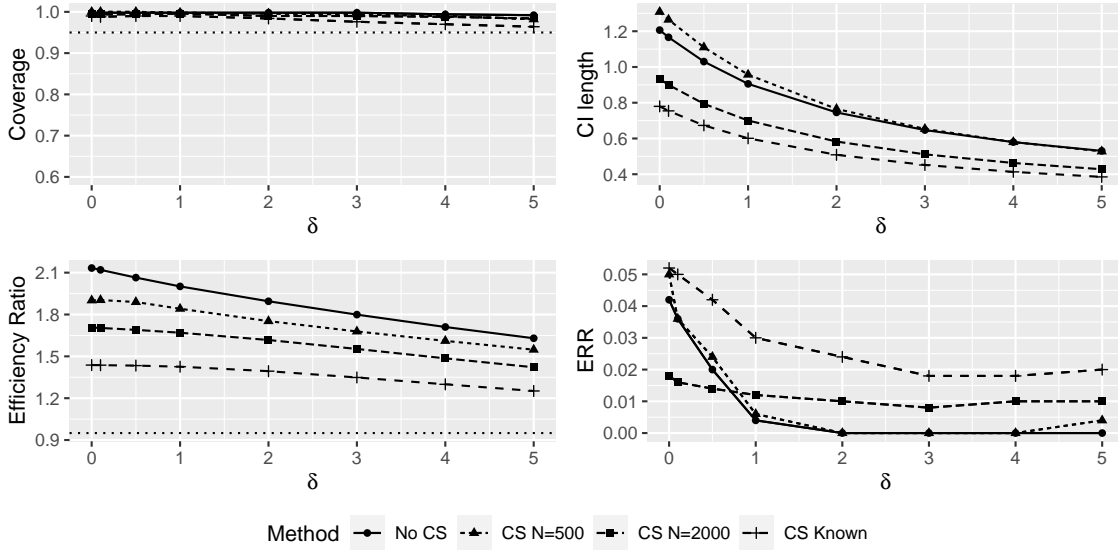 Coverage
1.0
0.9
0.8
0.7
0.6
0 1 2 3 4 5
δ
CI length
1.2
1.0
0.8
0.6
0.4
0 1 2 3 4 5
δ
Efficiency Ratio
2.1
1.8
1.5
1.2
0.9
0 1 2 3 4 5
δ
ERR
0.05
0.04
0.03
0.02
0.01
0.00
0 1 2 3 4 5
δ
Method No CS CS N=500 CS N=2000 CS Known